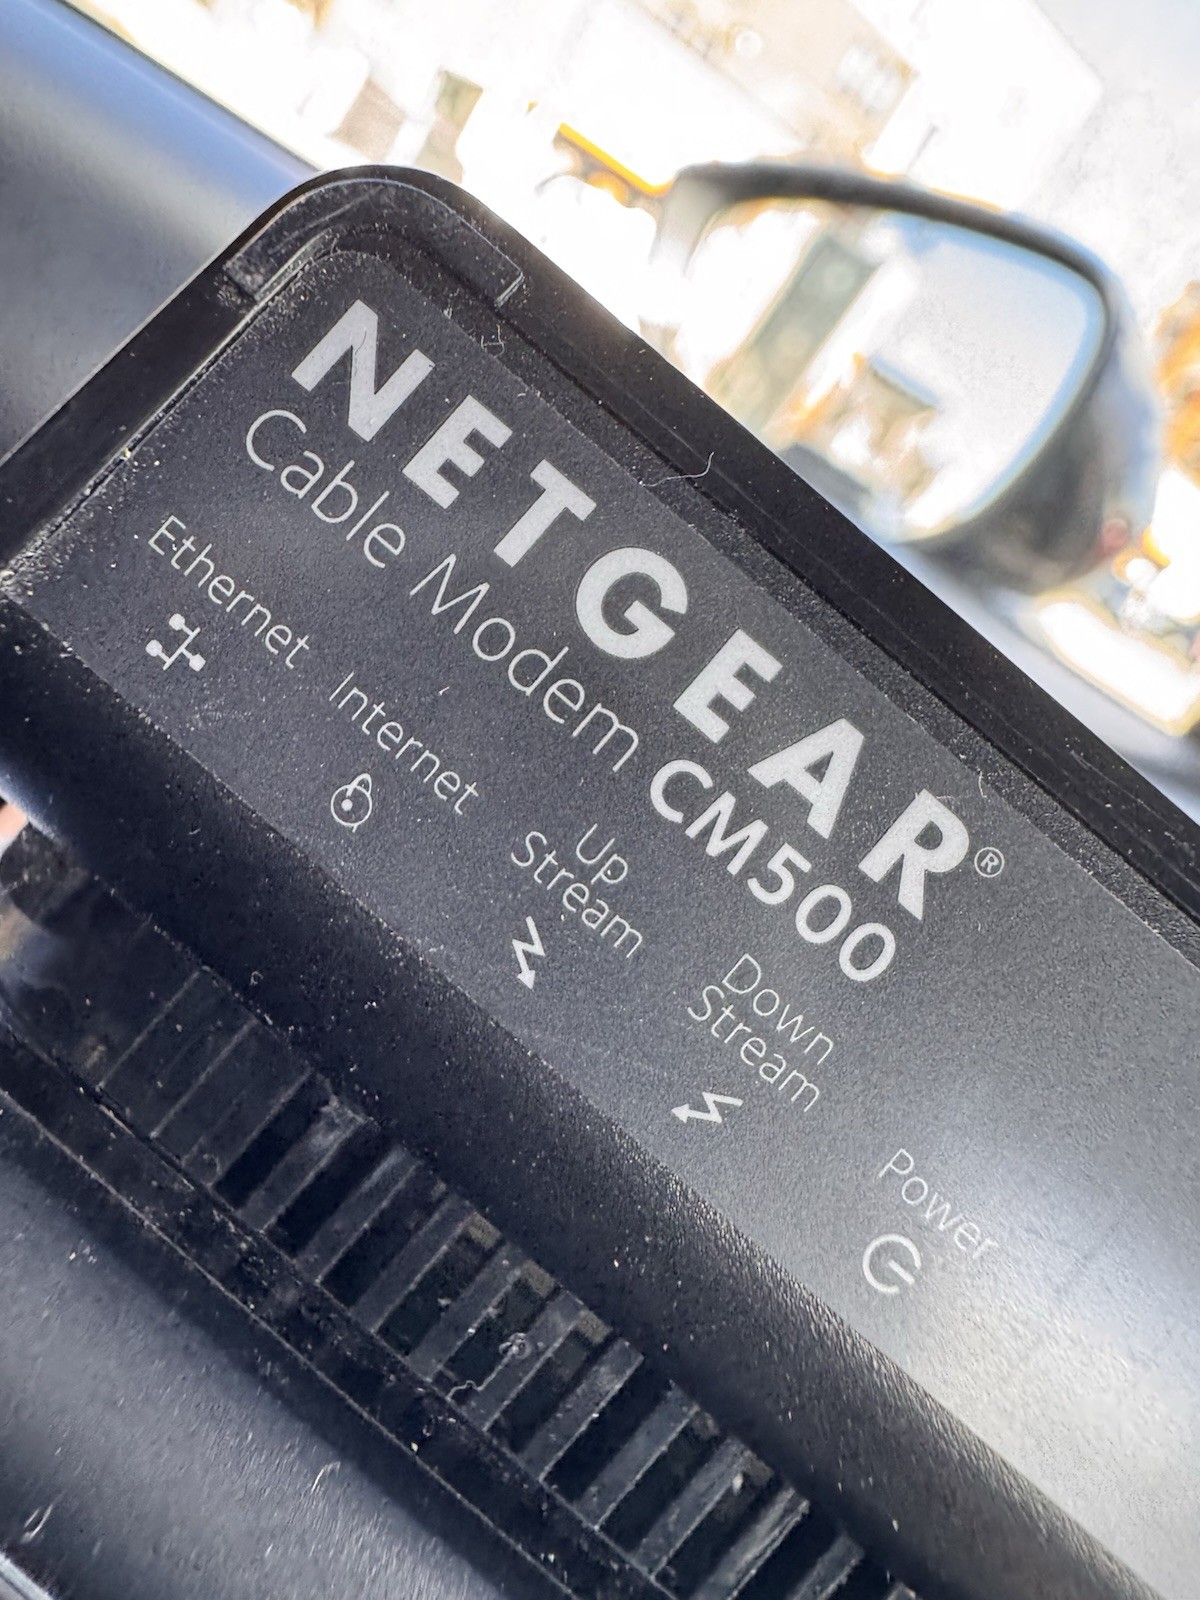 NETGEAR®
Cable Modem CM500
Ethernet
Internet
Up
Stream
Down
Stream
Power